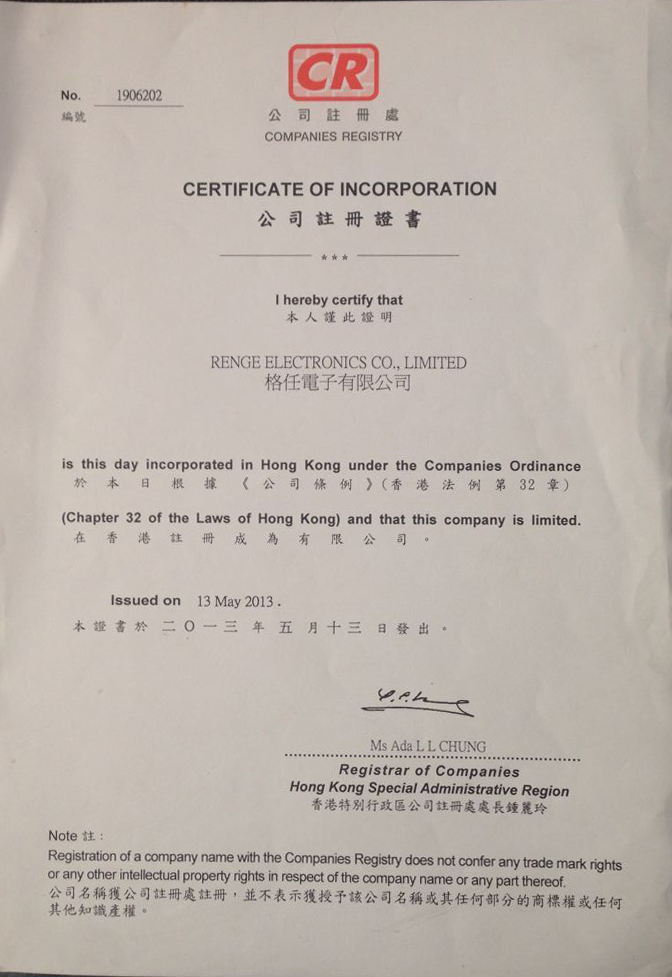 CR
No. 1906202
編號
公司註冊處
COMPANIES REGISTRY
CERTIFICATE OF INCORPORATION
公司註冊證書
***
I hereby certify that
本人謹此證明
RENGE ELECTRONICS CO., LIMITED
格任電子有限公司
is this day incorporated in Hong Kong under the Companies Ordinance
於本日根據《公司條例》(香港法例第32章)
(Chapter 32 of the Laws of Hong Kong) and that this company is limited.
在香港註冊成為有限公司。
Issued on 13 May 2013.
本證書於二O一三年五月十三日發出。
Ms Ada L L CHUNG
Registrar of Companies
Hong Kong Special Administrative Region
香港特別行政區公司註冊處處長鍾麗玲
Note 註:
Registration of a company name with the Companies Registry does not confer any trade mark rights
or any other intellectual property rights in respect of the company name or any part thereof.
公司名稱獲公司註冊處註冊，並不表示獲授予該公司名稱或其任何部分的商標權或任何
其他知識產權。